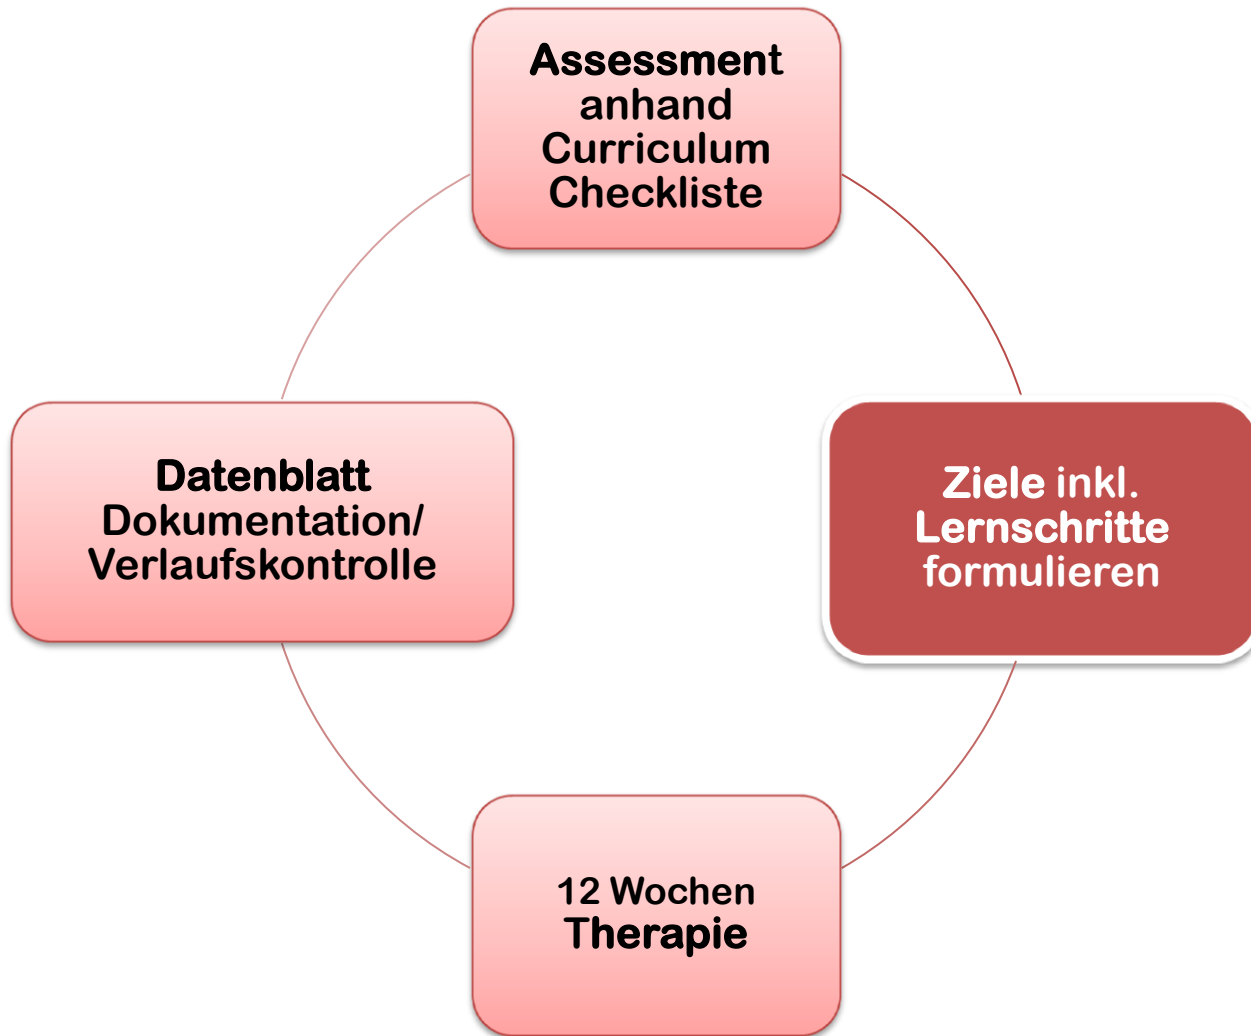 Assessment
anhand
Curriculum
Checkliste
Datenblatt
Dokumentation/
Verlaufskontrolle
Ziele inkl.
Lernschritte
formulieren
12 Wochen
Therapie